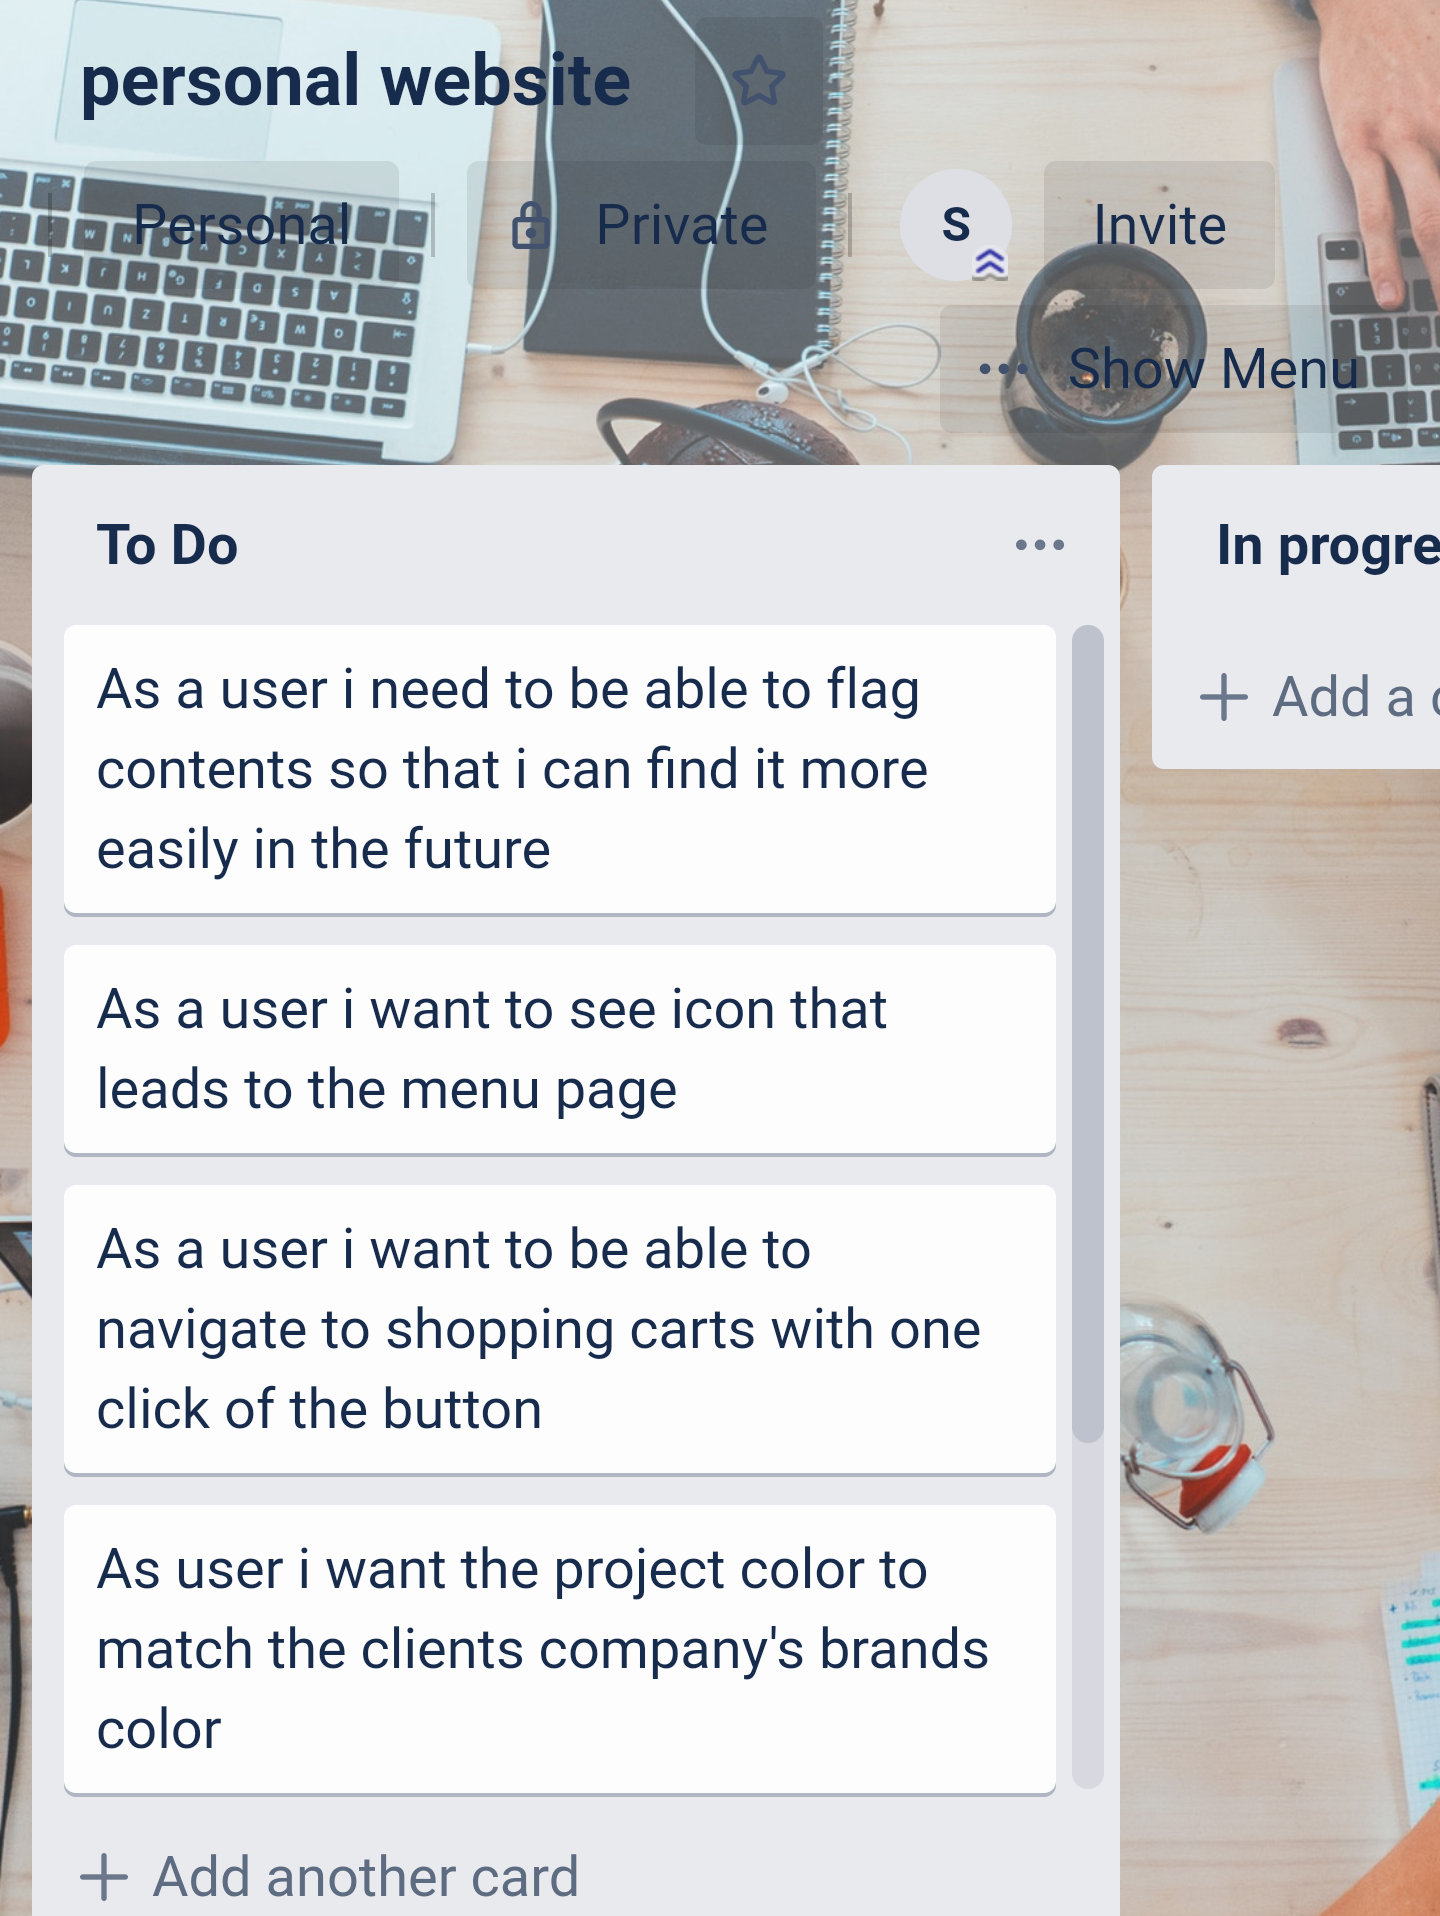 personal website
Personal
Private
S
Invite
Show Menu
To Do
In progre
As a user i need to be able to flag
contents so that i can find it more
easily in the future
As a user i want to see icon that
leads to the menu page
As a user i want to be able to
navigate to shopping carts with one
click of the button
As user i want the project color to
match the clients company's brands
color
Add another card
Add a